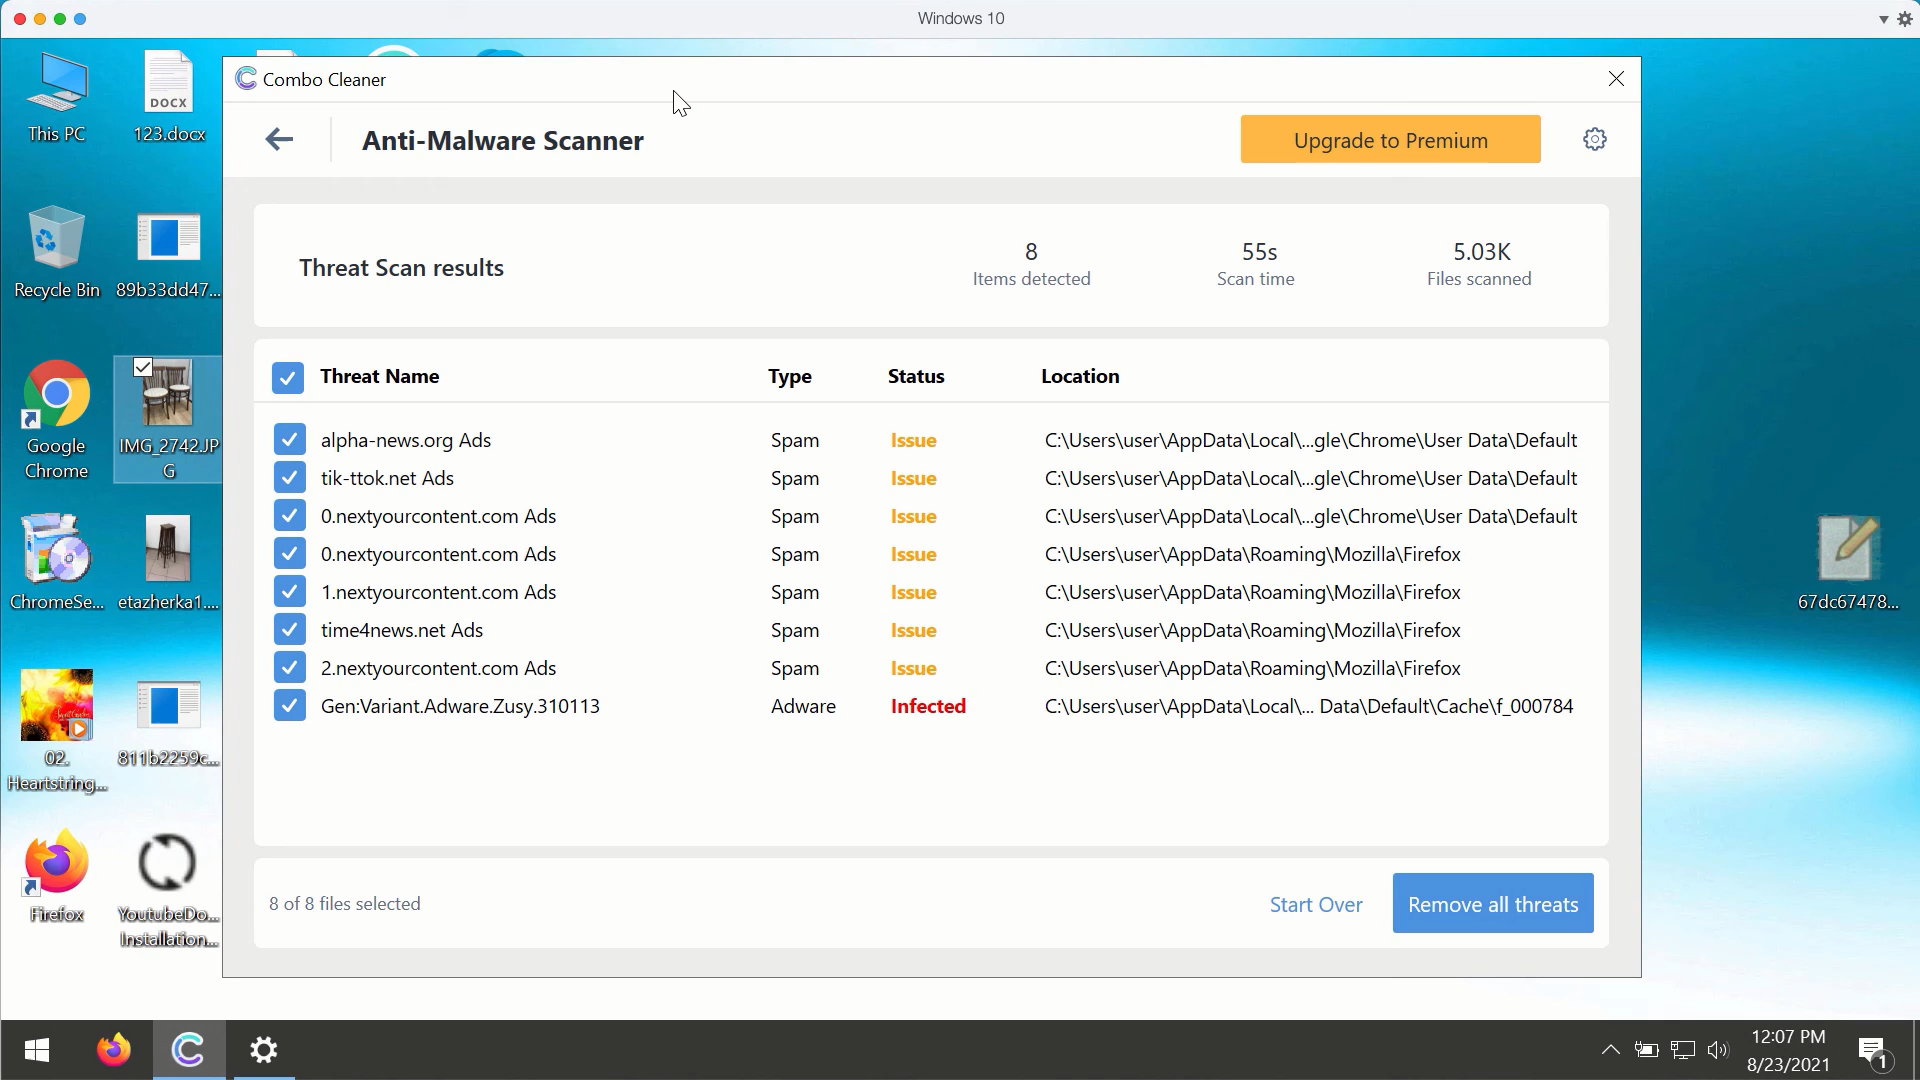 Windows 10
This PC
DOCX
123.docx
Recycle Bin
89b33dd47...
Google
Chrome
IMG_2742.JP
G
ChromeSe...
etazherka1....
02.
Heartstring...
811b2259c...
Firefox
YoutubeDo...
Installation...
67dc67478...
Combo Cleaner
Anti-Malware Scanner
Upgrade to Premium
Threat Scan results
8
Items detected
55s
Scan time
5.03K
Files scanned
Threat Name Type Status Location
alpha-news.org Ads Spam Issue C:\Users\user\AppData\Local\...gle\Chrome\User Data\Default
tik-ttok.net Ads Spam Issue C:\Users\user\AppData\Local\...gle\Chrome\User Data\Default
0.nextyourcontent.com Ads Spam Issue C:\Users\user\AppData\Local\...gle\Chrome\User Data\Default
0.nextyourcontent.com Ads Spam Issue C:\Users\user\AppData\Roaming\Mozilla\Firefox
1.nextyourcontent.com Ads Spam Issue C:\Users\user\AppData\Roaming\Mozilla\Firefox
time4news.net Ads Spam Issue C:\Users\user\AppData\Roaming\Mozilla\Firefox
2.nextyourcontent.com Ads Spam Issue C:\Users\user\AppData\Roaming\Mozilla\Firefox
Gen:Variant.Adware.Zusy.310113 Adware Infected C:\Users\user\AppData\Local\... Data\Default\Cache\f_000784
8 of 8 files selected
Start Over
Remove all threats
12:07 PM
8/23/2021
1